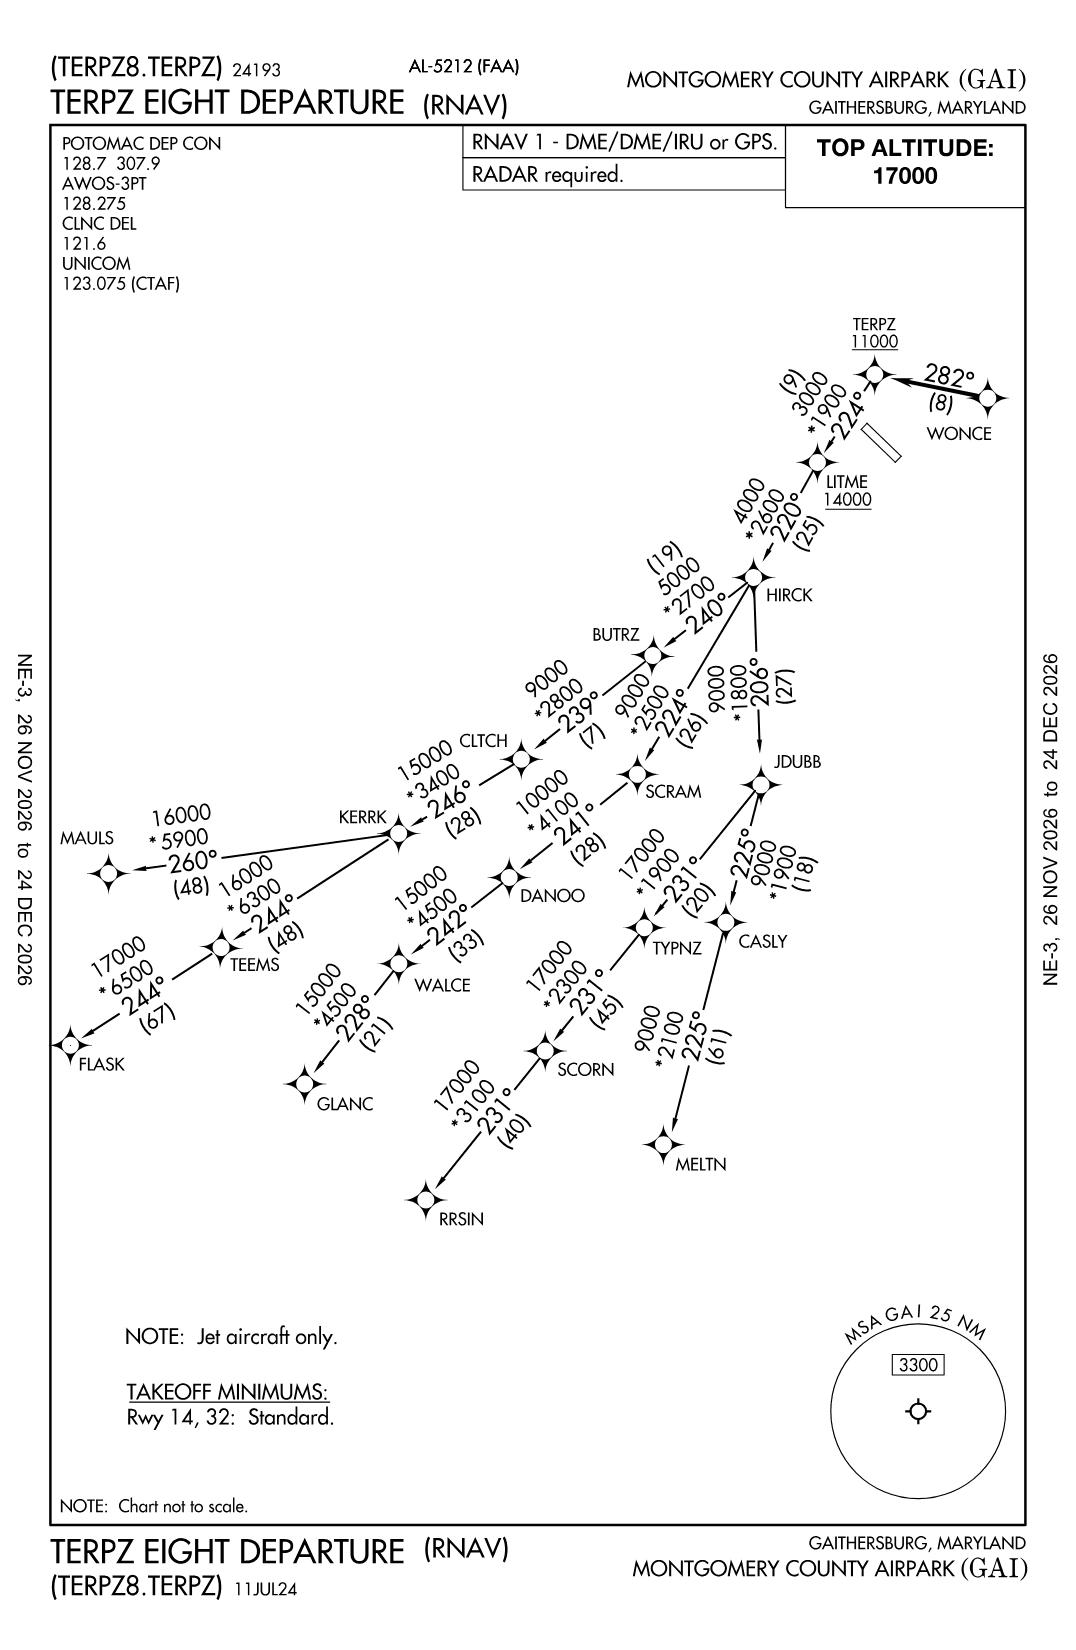 (TERPZ8.TERPZ) 24193
AL-5212 (FAA)
MONTGOMERY COUNTY AIRPARK (GAI)
TERPZ EIGHT DEPARTURE (RNAV)
GAITHERSBURG, MARYLAND
POTOMAC DEP CON
128.7 307.9
AWOS-3PT
128.275
CLNC DEL
121.6
UNICOM
123.075 (CTAF)
RNAV 1 - DME/DME/IRU or GPS.
RADAR required.
TOP ALTITUDE:
17000
TERPZ
11000
282°
(8)
WONCE
(9)
3000
*1900
224°
LITME
14000
4000
*2600
220°
(25)
HIRCK
(19)
5000
*2700
240°
BUTRZ
9000
*2800
239°
(7)
9000
*2500
224°
(26)
9000
*1800
206°
(27)
CLTCH
SCRAM
JDUBB
15000
*3400
246°
(28)
10000
*4100
241°
(28)
KERRK
16000
*5900
260°
(48)
MAULS
16000
*6300
244°
(48)
TEEMS
17000
*6500
244°
(67)
FLASK
DANOO
15000
*4500
242°
(33)
WALCE
15000
*4500
228°
(21)
GLANC
17000
*1900
231°
(20)
TYPNZ
225°
9000
*1900
(18)
CASLY
17000
*2300
231°
(45)
SCORN
9000
*2100
225°
(61)
MELTN
17000
*3100
231°
(40)
RRSIN
NE-3, 26 NOV 2026 to 24 DEC 2026
NE-3, 26 NOV 2026 to 24 DEC 2026
NOTE: Jet aircraft only.
TAKEOFF MINIMUMS:
Rwy 14, 32: Standard.
MSA GAI 25 NM
3300
NOTE: Chart not to scale.
TERPZ EIGHT DEPARTURE (RNAV)
GAITHERSBURG, MARYLAND
MONTGOMERY COUNTY AIRPARK (GAI)
(TERPZ8.TERPZ) 11JUL24